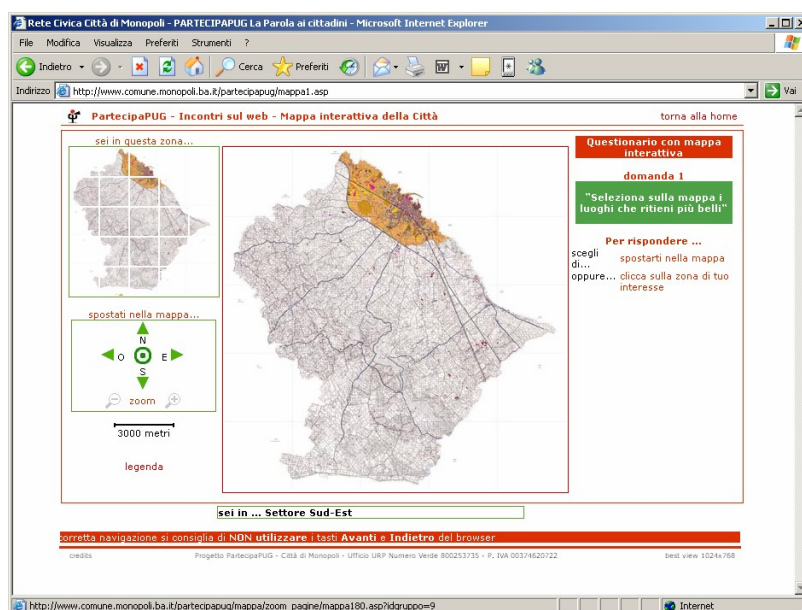 Rete Civica Città di Monopoli - PARTECIPAPUG La Parola ai cittadini - Microsoft Internet Explorer
File Modifica Visualizza Preferiti Strumenti ?
Indietro Cerca Preferiti
Indirizzo http://www.comune.monopoli.ba.it/partecipapug/mappa1.asp Vai
PartecipaPUG - Incontri sul web - Mappa interattiva della Città torna alla home
sei in questa zona...
spostati nella mappa...
N
O E
S
zoom
3000 metri
legenda
Questionario con mappa
interattiva
domanda 1
"Seleziona sulla mappa i
luoghi che ritieni più belli"
Per rispondere ...
scegli
di... spostarti nella mappa
oppure... clicca sulla zona di tuo
interesse
sei in ... Settore Sud-Est
corretta navigazione si consiglia di NON utilizzare i tasti Avanti e Indietro del browser
credits Progetto PartecipaPUG - Città di Monopoli - Ufficio URP Numero Verde 800253735 - P. IVA 00374620722 best view 1024x768
http://www.comune.monopoli.ba.it/partecipapug/mappa/zoom_pagine/mappa180.asp?idgruppo=9 Internet